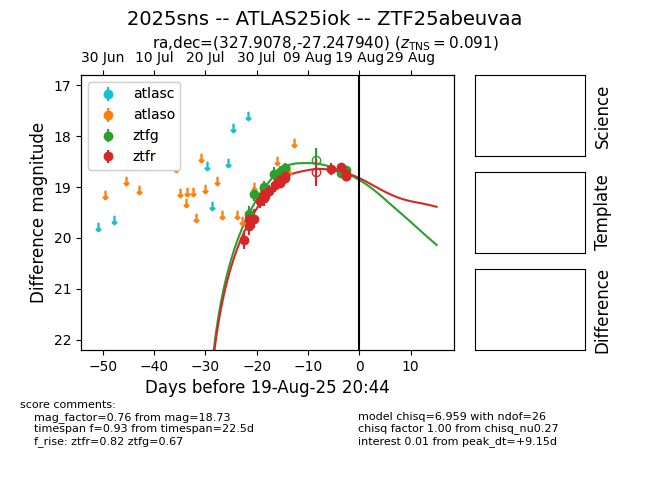 2025sns -- ATLAS25iok -- ZTF25abeuvaa
ra,dec=(327.9078,-27.247940) (z_TNS = 0.091)
30 Jun 10 Jul 20 Jul 30 Jul 09 Aug 19 Aug 29 Aug
atlasc
atlaso
ztfg
ztfr
17
18
19
20
21
22
Difference magnitude
−50 −40 −30 −20 −10 0 10
Days before 19-Aug-25 20:44
Science
Template
Difference
score comments:
mag_factor=0.76 from mag=18.73
timespan f=0.93 from timespan=22.5d
f_rise: ztfr=0.82 ztfg=0.67
model chisq=6.959 with ndof=26
chisq factor 1.00 from chisq_nu0.27
interest 0.01 from peak_dt=+9.15d